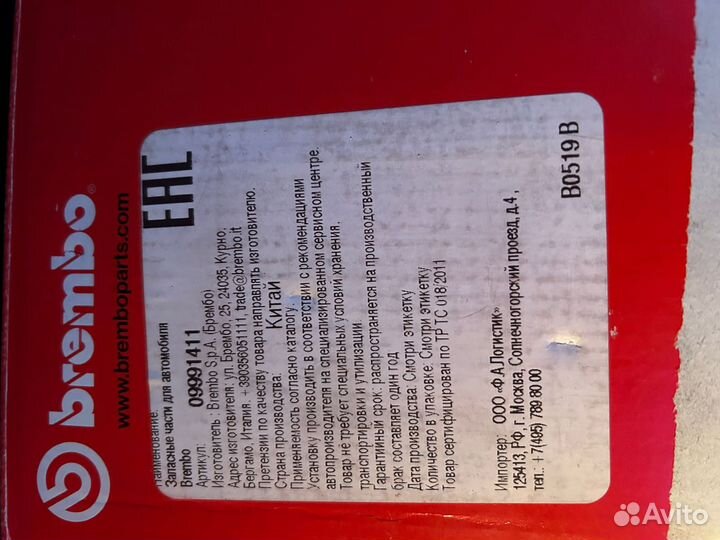 brembo®
www.bremboparts.com
EAC
Наименование:
Запасные части для автомобиля
Brembo
Артикул: 09991411
Изготовитель : Brembo S.p.A. (Брембо)
Адрес изготовителя : ул. Брембо, 25, 24035, Курно,
Бергамо, Италия. +390356051111, trade@brembo.it
Претензии по качеству товара направлять изготовителю.
Страна производства: Китай
Применяемость согласно каталогу.
Установку производить в соответствии с рекомендациями
автопроизводителя на специализированном сервисном центре.
Товар не требует специальных условий хранения,
транспортировки и утилизации
Гарантийный срок: распространяется на производственный
брак составляет один год
Дата производства: Смотри этикетку
Количество в упаковке: Смотри этикетку
Товар сертифицирован по ТР ТС 018/2011
Импортер: ООО «Ф.А.Логистик»
125413, РФ, г. Москва, Солнечногорский проезд, д.4 ,
тел.: +7(495) 789 80 00
B0519 B
Avito